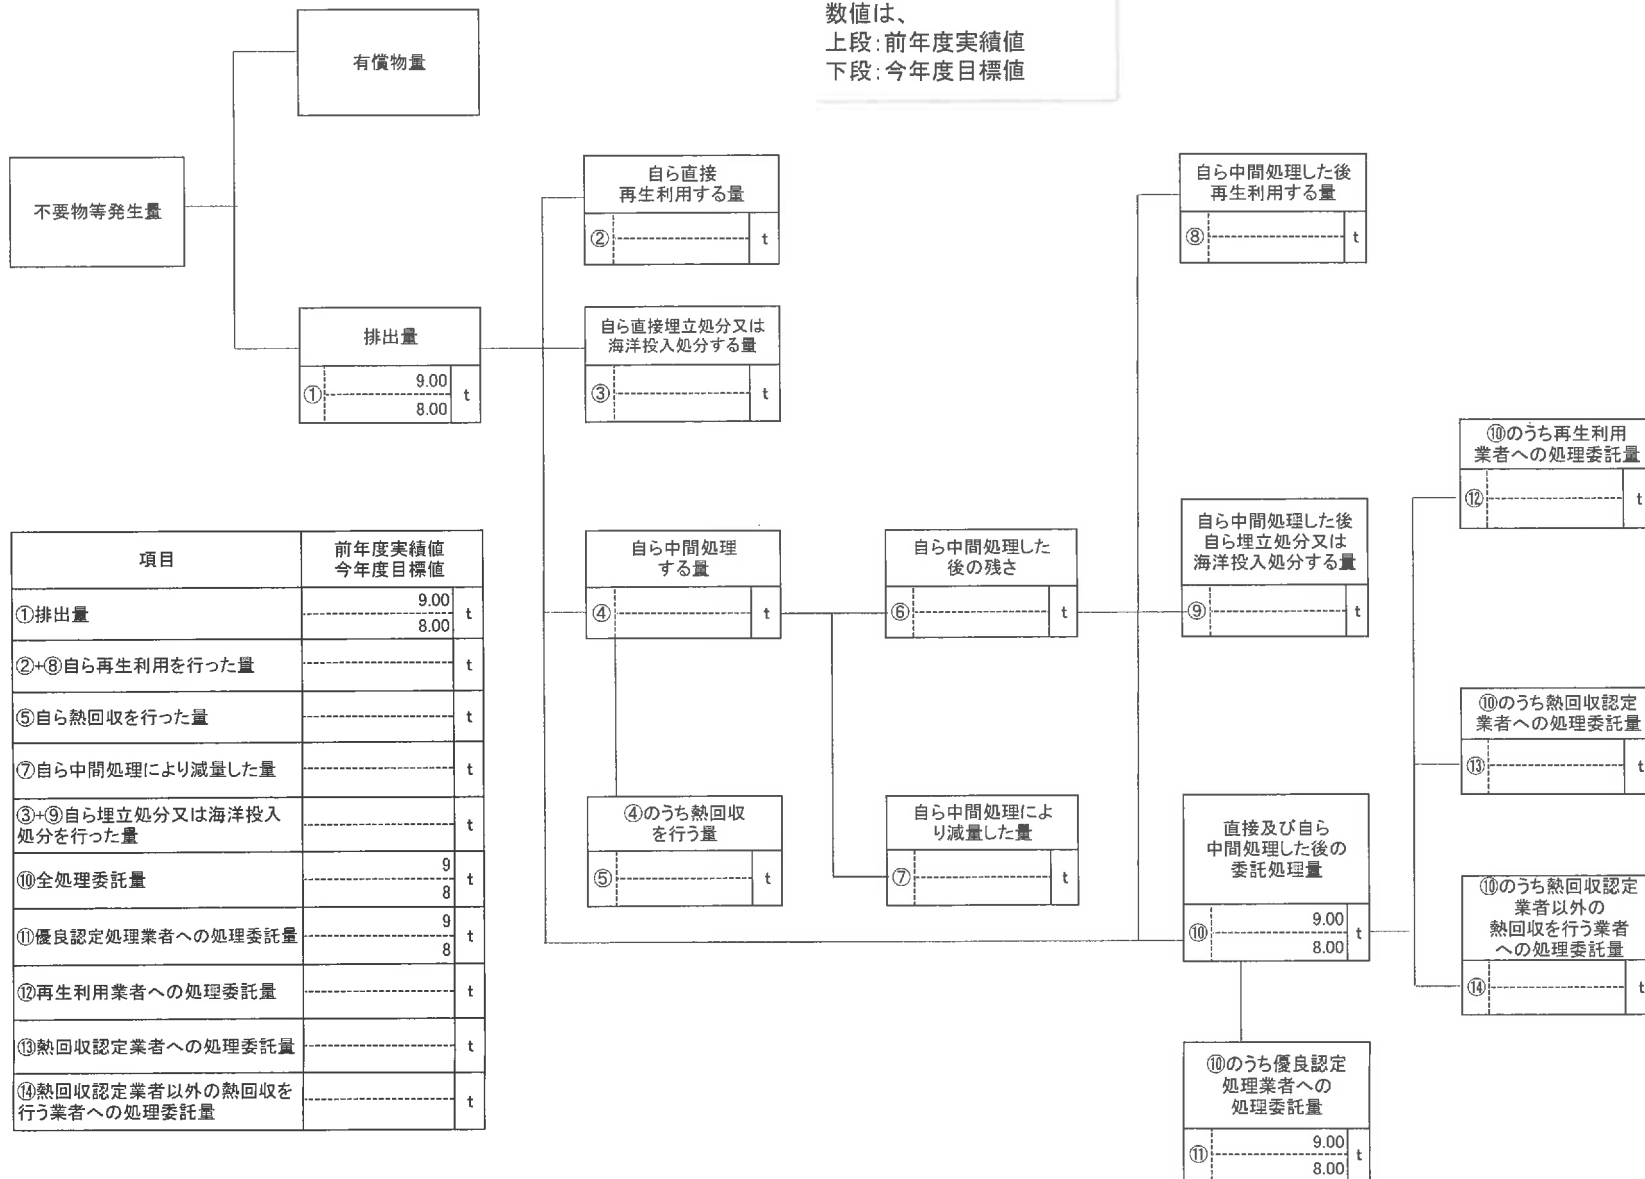 数値は、
上段:前年度実績値
下段:今年度目標値
有償物量
不要物等発生量
排出量
① 9.00 t
8.00
自ら直接
再生利用する量
② t
自ら直接埋立処分又は
海洋投入処分する量
③ t
自ら中間処理
する量
④ t
④のうち熱回収
を行う量
⑤ t
自ら中間処理した
後の残さ
⑥ t
自ら中間処理によ
り減量した量
⑦ t
自ら中間処理した後
再生利用する量
⑧ t
自ら中間処理した後
自ら埋立処分又は
海洋投入処分する量
⑨ t
直接及び自ら
中間処理した後の
委託処理量
⑩ 9.00 t
8.00
⑩のうち優良認定
処理業者への
処理委託量
⑪ 9.00 t
8.00
⑩のうち再生利用
業者への処理委託量
⑫ t
⑩のうち熱回収認定
業者への処理委託量
⑬ t
⑩のうち熱回収認定
業者以外の
熱回収を行う業者
への処理委託量
⑭ t
項目 前年度実績値
今年度目標値
①排出量 9.00 t
8.00
②+⑧自ら再生利用を行った量 t
⑤自ら熱回収を行った量 t
⑦自ら中間処理により減量した量 t
③+⑨自ら埋立処分又は海洋投入
処分を行った量 t
⑩全処理委託量 9 t
8
⑪優良認定処理業者への処理委託量 9 t
8
⑫再生利用業者への処理委託量 t
⑬熱回収認定業者への処理委託量 t
⑭熱回収認定業者以外の熱回収を
行う業者への処理委託量 t